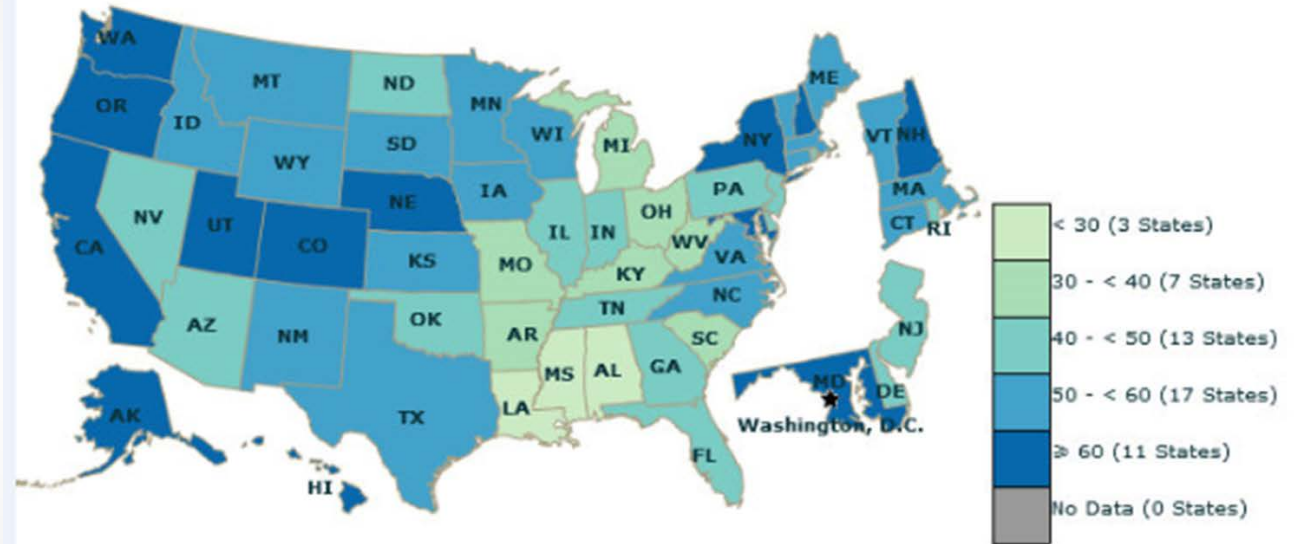 WA
MT
ND
MN
ME
OR
ID
SD
WI
NY
VT
NH
WY
MI
MA
NE
IA
PA
CT
RI
NV
UT
CO
IL
IN
OH
WV
VA
CA
KS
MO
KY
NC
AZ
NM
OK
TN
AR
SC
NJ
MS
AL
GA
TX
LA
MD
DE
Washington, D.C.
AK
FL
HI
< 30 (3 States)
30 - < 40 (7 States)
40 - < 50 (13 States)
50 - < 60 (17 States)
⩾ 60 (11 States)
No Data (0 States)